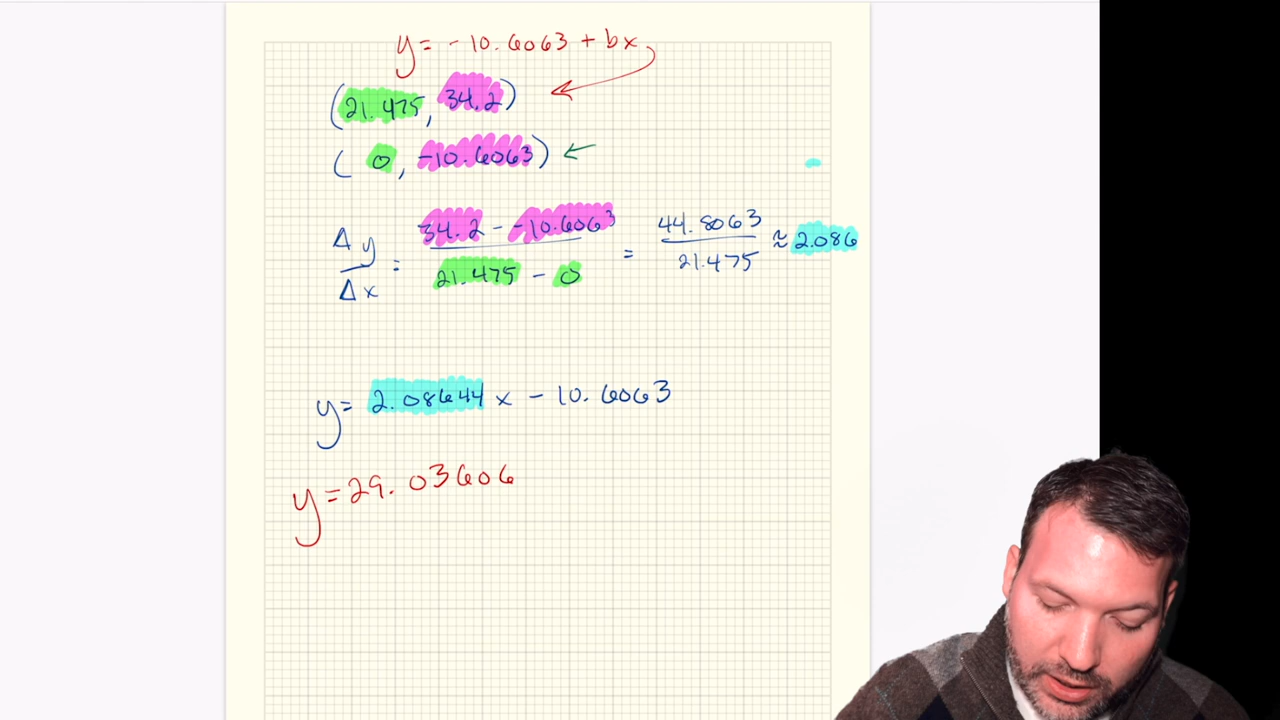 y = -10.6063 + bx
(21.475, 34.2)
(0, -10.6063)
Δy/Δx = (34.2 - -10.6063)/(21.475 - 0) = 44.8063/21.475 ≈ 2.086
y = 2.08644x - 10.6063
y = 29.03606